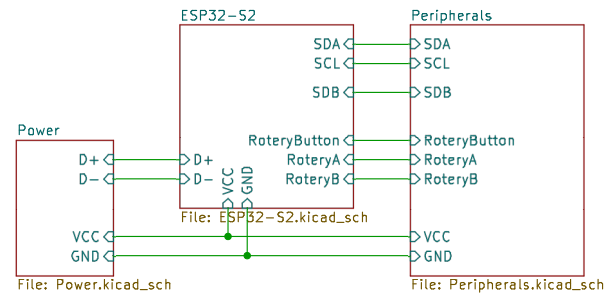 ESP32-S2
Peripherals
SDA
SDA
SCL
SCL
SDB
SDB
Power
RoteryButton
RoteryButton
D+
D+
RoteryA
RoteryA
D-
D-
RoteryB
RoteryB
VCC
GND
File: ESP32-S2.kicad_sch
VCC
VCC
GND
GND
File: Power.kicad_sch
File: Peripherals.kicad_sch